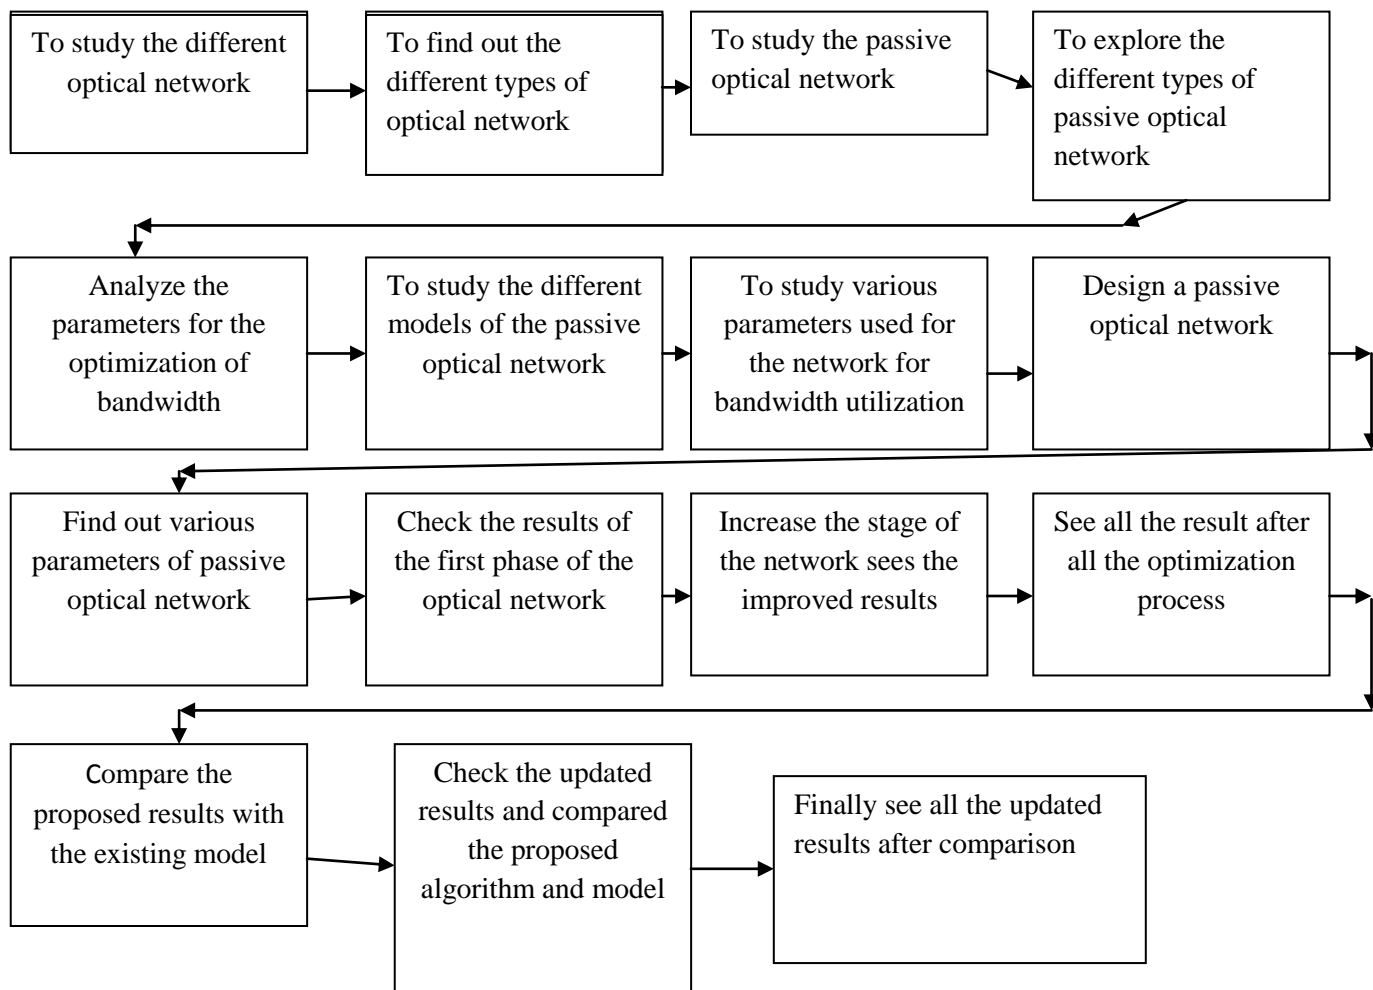 To study the different
optical network
To find out the
different types of
optical network
To study the passive
optical network
To explore the
different types of
passive optical
network
Analyze the
parameters for the
optimization of
bandwidth
To study the different
models of the passive
optical network
To study various
parameters used for
the network for
bandwidth utilization
Design a passive
optical network
Find out various
parameters of passive
optical network
Check the results of
the first phase of the
optical network
Increase the stage of
the network sees the
improved results
See all the result after
all the optimization
process
Compare the
proposed results with
the existing model
Check the updated
results and compared
the proposed
algorithm and model
Finally see all the updated
results after comparison